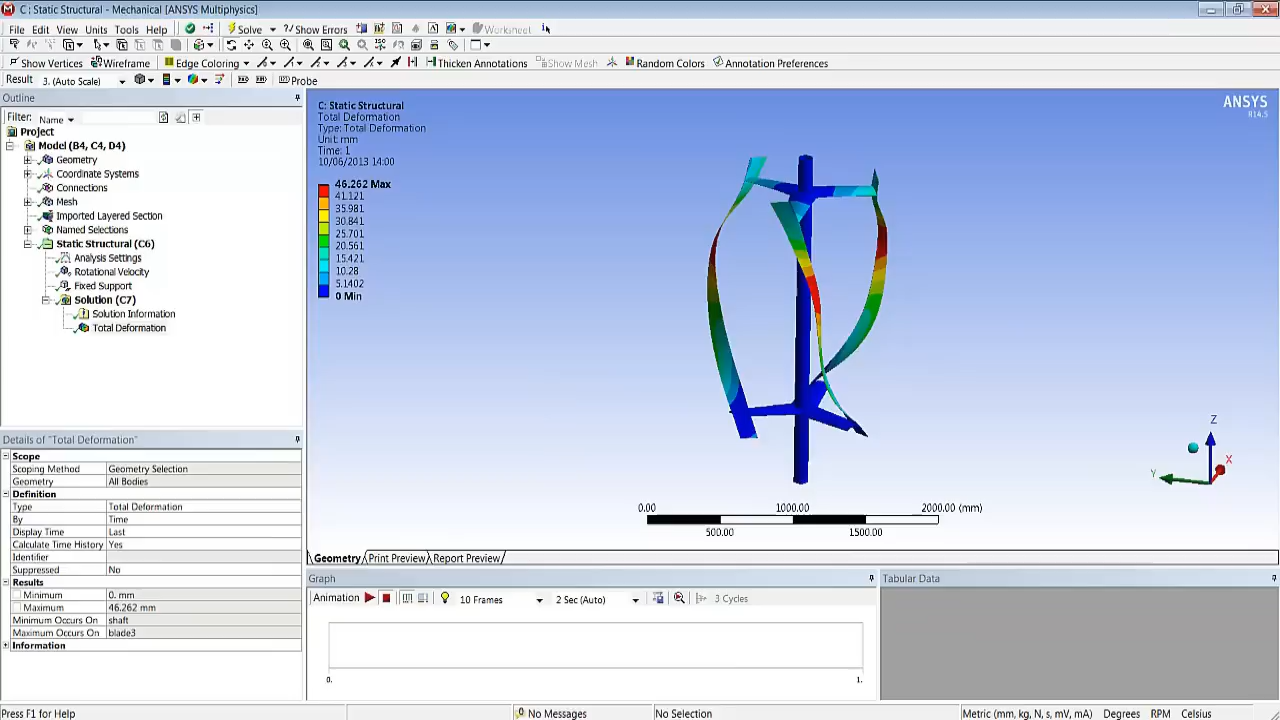 C : Static Structural - Mechanical [ANSYS Multiphysics]
File Edit View Units Tools Help Solve ?/Show Errors Worksheet
Show Vertices Wireframe Edge Coloring Thicken Annotations Show Mesh Random Colors Annotation Preferences
Result 3. (Auto Scale) Probe
Outline
Filter: Name
Project
Model (B4, C4, D4)
Geometry
Coordinate Systems
Connections
Mesh
Imported Layered Section
Named Selections
Static Structural (C6)
Analysis Settings
Rotational Velocity
Fixed Support
Solution (C7)
Solution Information
Total Deformation
Details of "Total Deformation"
Scope
Scoping Method Geometry Selection
Geometry All Bodies
Definition
Type Total Deformation
By Time
Display Time Last
Calculate Time History Yes
Identifier
Suppressed No
Results
Minimum 0. mm
Maximum 46.262 mm
Minimum Occurs On shaft
Maximum Occurs On blade3
Information
C: Static Structural
Total Deformation
Type: Total Deformation
Unit: mm
Time: 1
10/06/2013 14:00
46.262 Max
41.121
35.981
30.841
25.701
20.561
15.421
10.28
5.1402
0 Min
ANSYS
R14.5
Z
X
Y
0.00 1000.00 2000.00 (mm)
500.00 1500.00
Geometry Print Preview Report Preview
Graph
Animation 10 Frames 2 Sec (Auto) 3 Cycles
0. 1.
Tabular Data
Press F1 for Help No Messages No Selection Metric (mm, kg, N, s, mV, mA) Degrees RPM Celsius